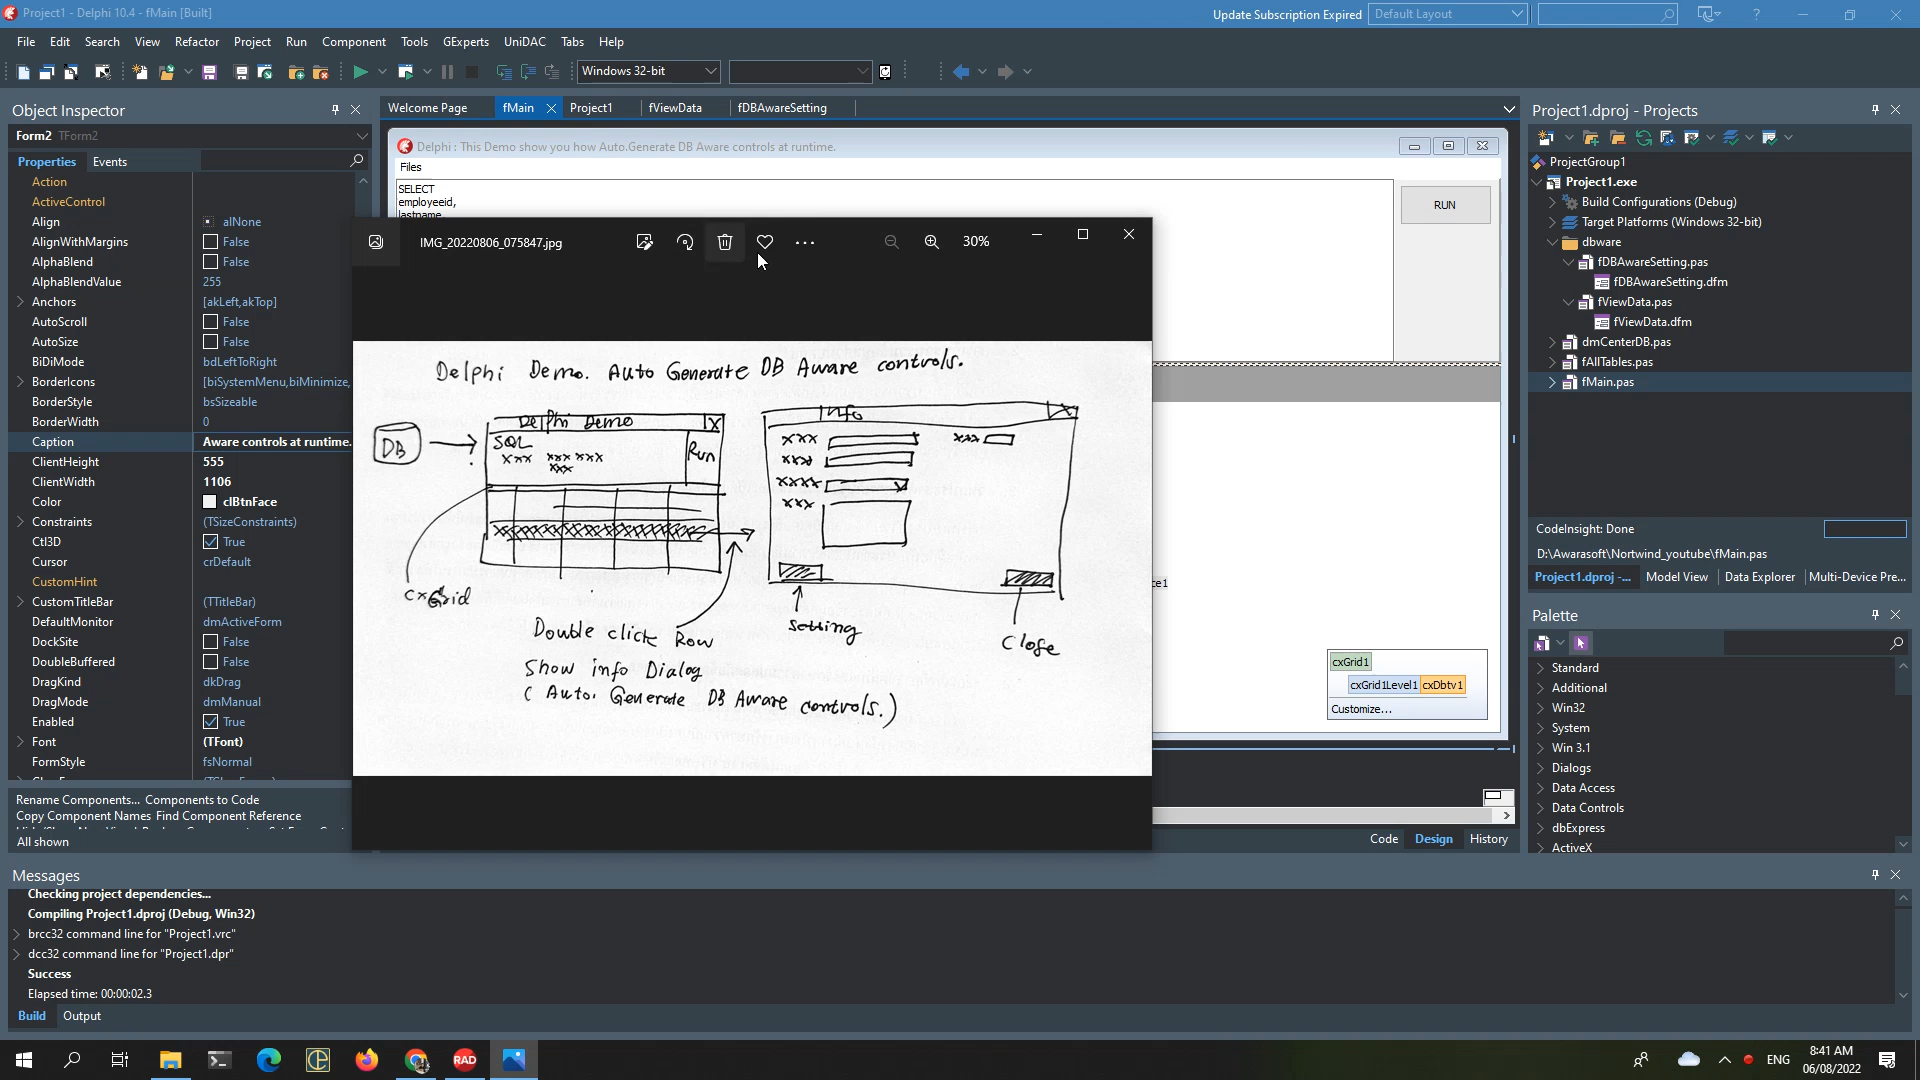 Project1 - Delphi 10.4 - fMain [Built]
Update Subscription Expired
Default Layout
File Edit Search View Refactor Project Run Component Tools GExperts UniDAC Tabs Help
Windows 32-bit
Object Inspector
Form2 TForm2
Properties Events
Action
ActiveControl
Align alNone
AlignWithMargins False
AlphaBlend False
AlphaBlendValue 255
Anchors [akLeft,akTop]
AutoScroll False
AutoSize False
BiDiMode bdLeftToRight
BorderIcons [biSystemMenu,biMinimize,
BorderStyle bsSizeable
BorderWidth 0
Caption Aware controls at runtime.
ClientHeight 555
ClientWidth 1106
Color clBtnFace
Constraints (TSizeConstraints)
Ctl3D True
Cursor crDefault
CustomHint
CustomTitleBar (TTitleBar)
DefaultMonitor dmActiveForm
DockSite False
DoubleBuffered False
DragKind dkDrag
DragMode dmManual
Enabled True
Font (TFont)
FormStyle fsNormal
Rename Components... Components to Code
Copy Component Names Find Component Reference
All shown
Welcome Page fMain Project1 fViewData fDBAwareSetting
Delphi : This Demo show you how Auto.Generate DB Aware controls at runtime.
Files
SELECT
employeeid,
lastname
RUN
IMG_20220806_075847.jpg
30%
Delphi Demo. Auto Generate DB Aware controls.
DB
Delphi Demo X
SQL
xxx xxx xxx
xxx
Run
Info X
xxx xxx
xxx
xxxx
xxx
cxGrid
Double click Row
Show info Dialog
( Auto. Generate DB Aware controls.)
Setting
Close
ce1
cxGrid1
cxGrid1Level1 cxDbtv1
Customize...
Code Design History
Project1.dproj - Projects
ProjectGroup1
Project1.exe
Build Configurations (Debug)
Target Platforms (Windows 32-bit)
dbware
fDBAwareSetting.pas
fDBAwareSetting.dfm
fViewData.pas
fViewData.dfm
dmCenterDB.pas
fAllTables.pas
fMain.pas
CodeInsight: Done
D:\Awarasoft\Nortwind_youtube\fMain.pas
Project1.dproj -... Model View Data Explorer Multi-Device Pre...
Palette
Standard
Additional
Win32
System
Win 3.1
Dialogs
Data Access
Data Controls
dbExpress
ActiveX
Messages
Checking project dependencies...
Compiling Project1.dproj (Debug, Win32)
brcc32 command line for "Project1.vrc"
dcc32 command line for "Project1.dpr"
Success
Elapsed time: 00:00:02.3
Build Output
RAD
ENG
8:41 AM
06/08/2022